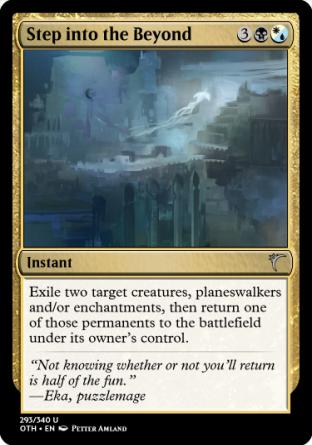 Step into the Beyond 3
Instant
Exile two target creatures, planeswalkers
and/or enchantments, then return one
of those permanents to the battlefield
under its owner's control.
"Not knowing whether or not you'll return
is half of the fun."
—Eka, puzzlemage
293/340 U
OTH • EN Petter Amland